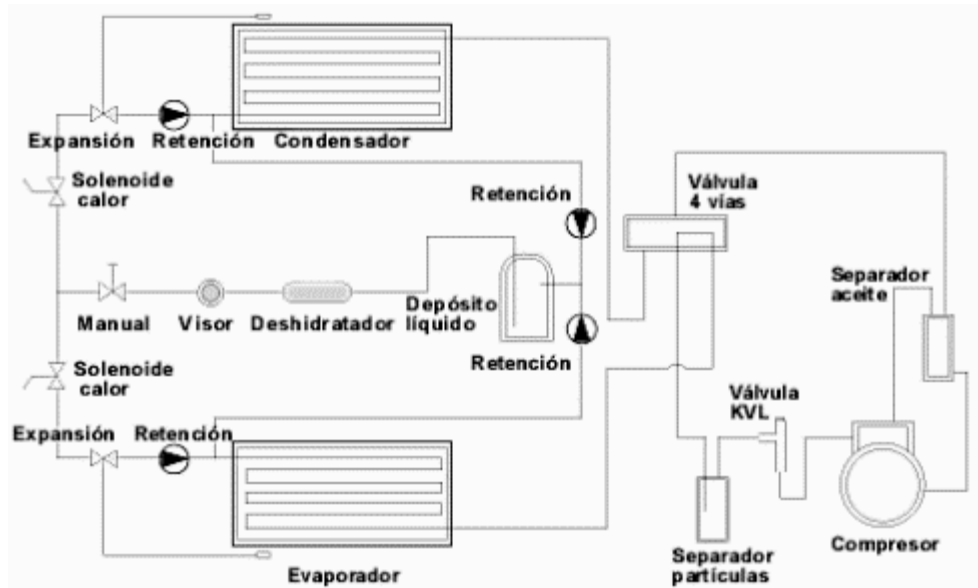 Expansión
Retención
Condensador
Solenoide
calor
Retención
Válvula
4 vías
Separador
aceite
Manual
Visor
Deshidratador
Depósito
líquido
Retención
Solenoide
calor
Válvula
KVL
Expansión
Retención
Evaporador
Separador
partículas
Compresor